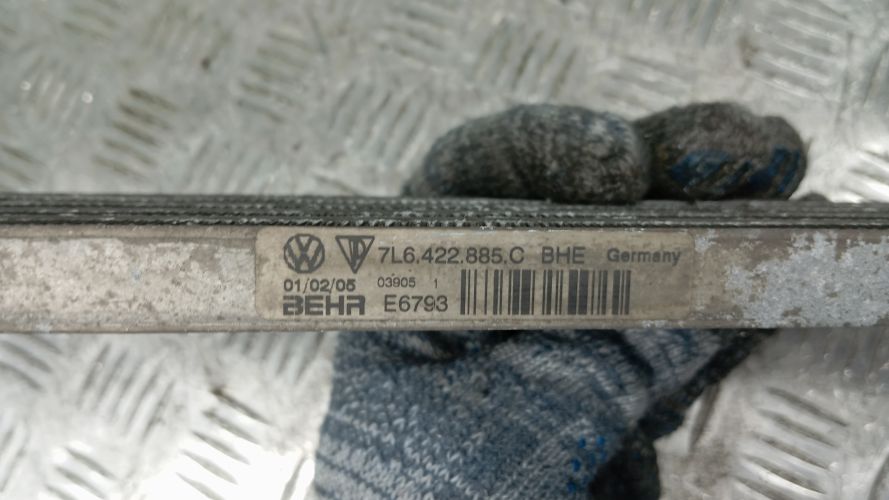 7L6.422.885.C BHE Germany
01/02/05 03905 1
BEHR E6793